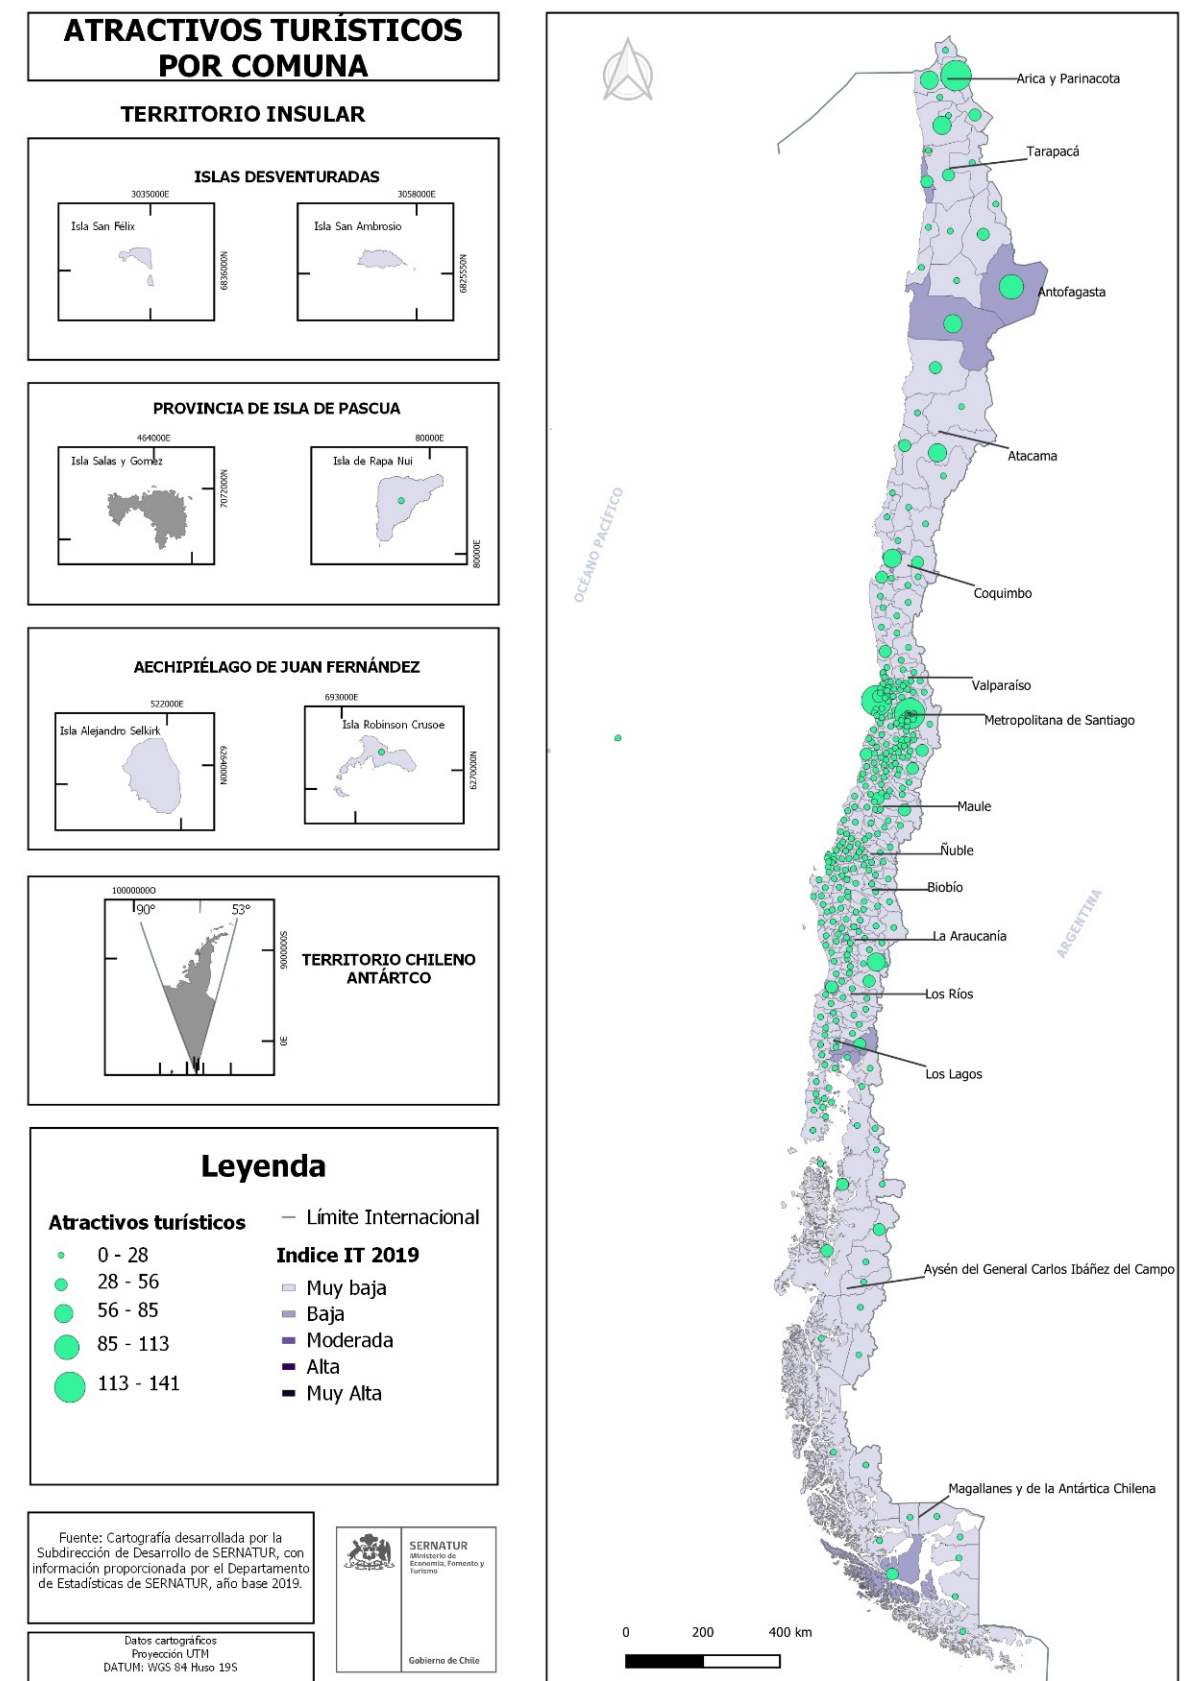 ATRACTIVOS TURÍSTICOS
POR COMUNA
TERRITORIO INSULAR
ISLAS DESVENTURADAS
3035000E
Isla San Félix
6836000N
3058000E
Isla San Ambrosio
6825550N
PROVINCIA DE ISLA DE PASCUA
464000E
Isla Salas y Gomez
7072000N
80000E
Isla de Rapa Nui
80000E
AECHIPIÉLAGO DE JUAN FERNÁNDEZ
522000E
Isla Alejandro Selkirk
6264000N
693000E
Isla Robinson Crusoe
6270000N
10000000O
90º
53º
9000000S
0E
TERRITORIO CHILENO
ANTÁRTCO
Leyenda
Atractivos turísticos
0 - 28
28 - 56
56 - 85
85 - 113
113 - 141
Límite Internacional
Indice IT 2019
Muy baja
Baja
Moderada
Alta
Muy Alta
Fuente: Cartografía desarrollada por la
Subdirección de Desarrollo de SERNATUR, con
información proporcionada por el Departamento
de Estadísticas de SERNATUR, año base 2019.
Datos cartográficos
Proyección UTM
DATUM: WGS 84 Huso 19S
SERNATUR
Ministerio de
Economía, Fomento y
Turismo
Gobierno de Chile
Arica y Parinacota
Tarapacá
Antofagasta
Atacama
OCÉANO PACÍFICO
Coquimbo
Valparaíso
Metropolitana de Santiago
Maule
Ñuble
Biobío
ARGENTINA
La Araucanía
Los Ríos
Los Lagos
Aysén del General Carlos Ibáñez del Campo
Magallanes y de la Antártica Chilena
0 200 400 km